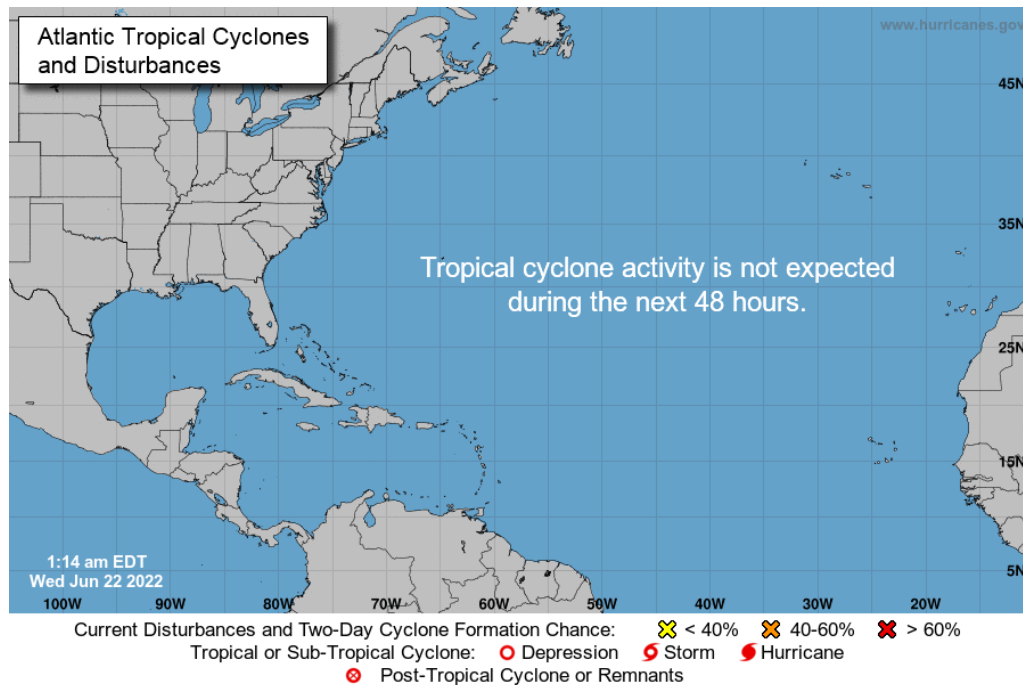 Atlantic Tropical Cyclones
and Disturbances
www.hurricanes.gov
45N
35N
Tropical cyclone activity is not expected
during the next 48 hours.
25N
15N
1:14 am EDT
Wed Jun 22 2022
5N
100W 90W 80W 70W 60W 50W 40W 30W 20W
Current Disturbances and Two-Day Cyclone Formation Chance: < 40% 40-60% > 60%
Tropical or Sub-Tropical Cyclone: Depression Storm Hurricane
Post-Tropical Cyclone or Remnants